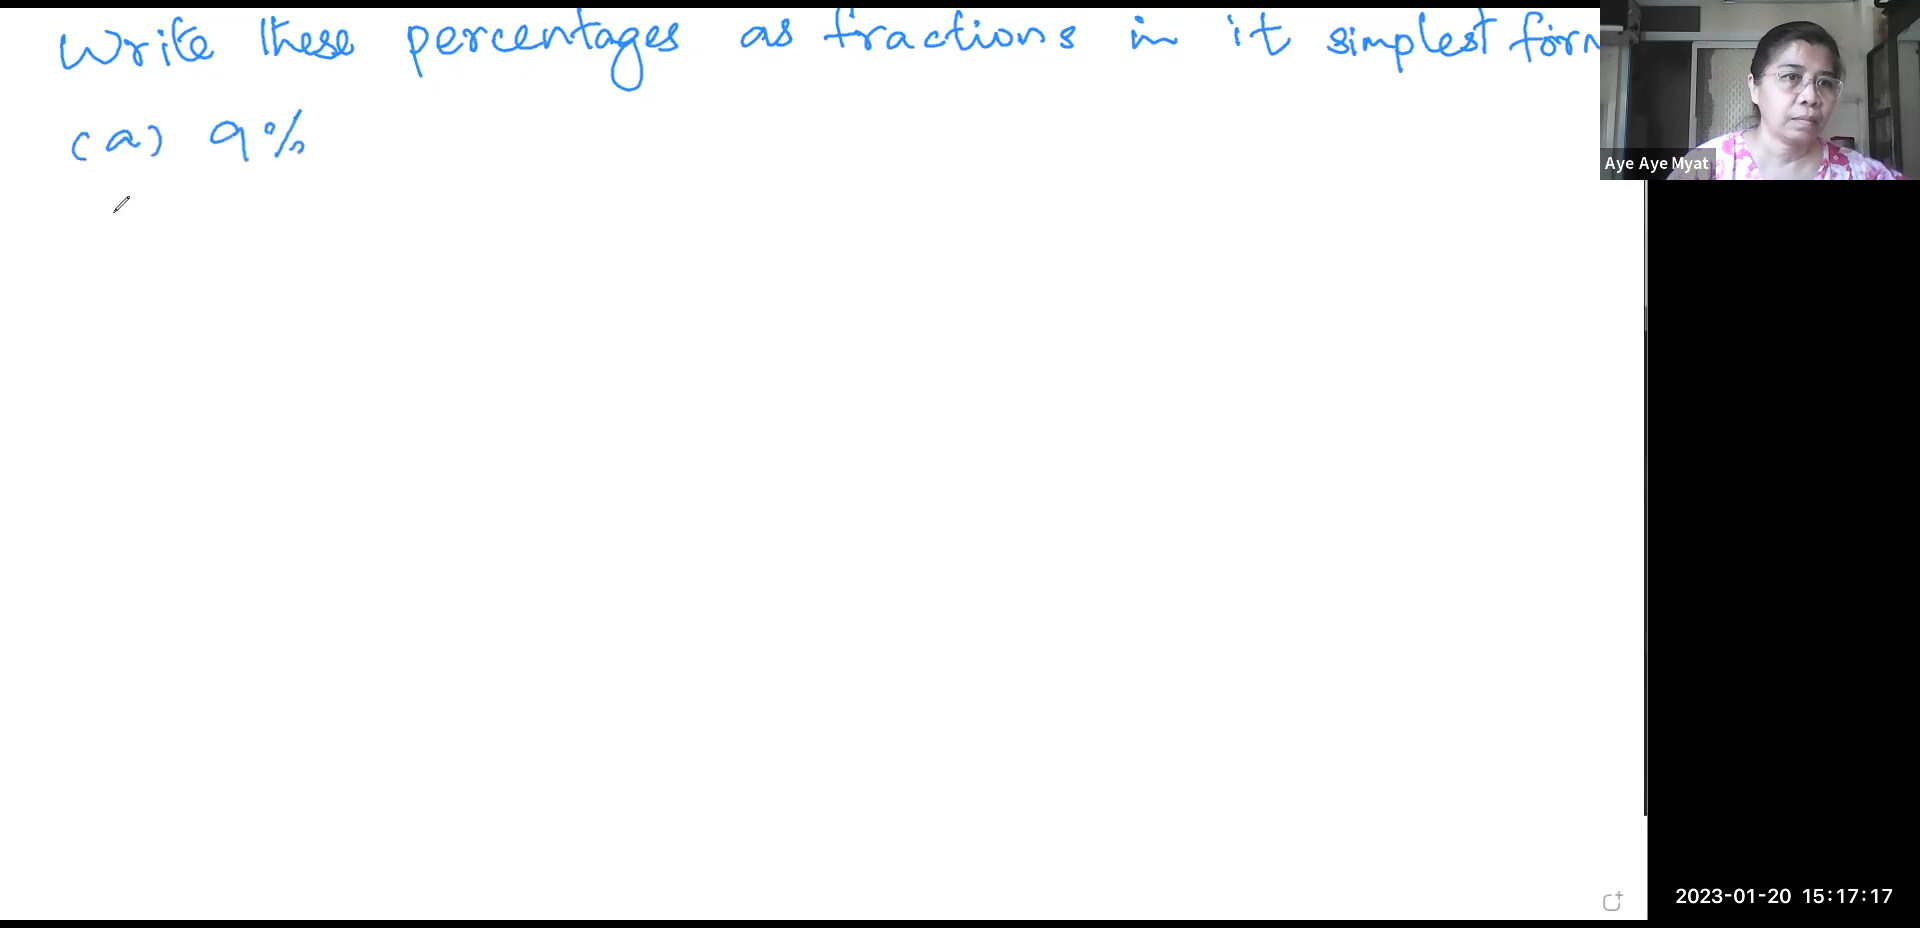 Write these percentages as fractions in it simplest form
(a) 9%
Aye Aye Myat
2023-01-20 15:17:17